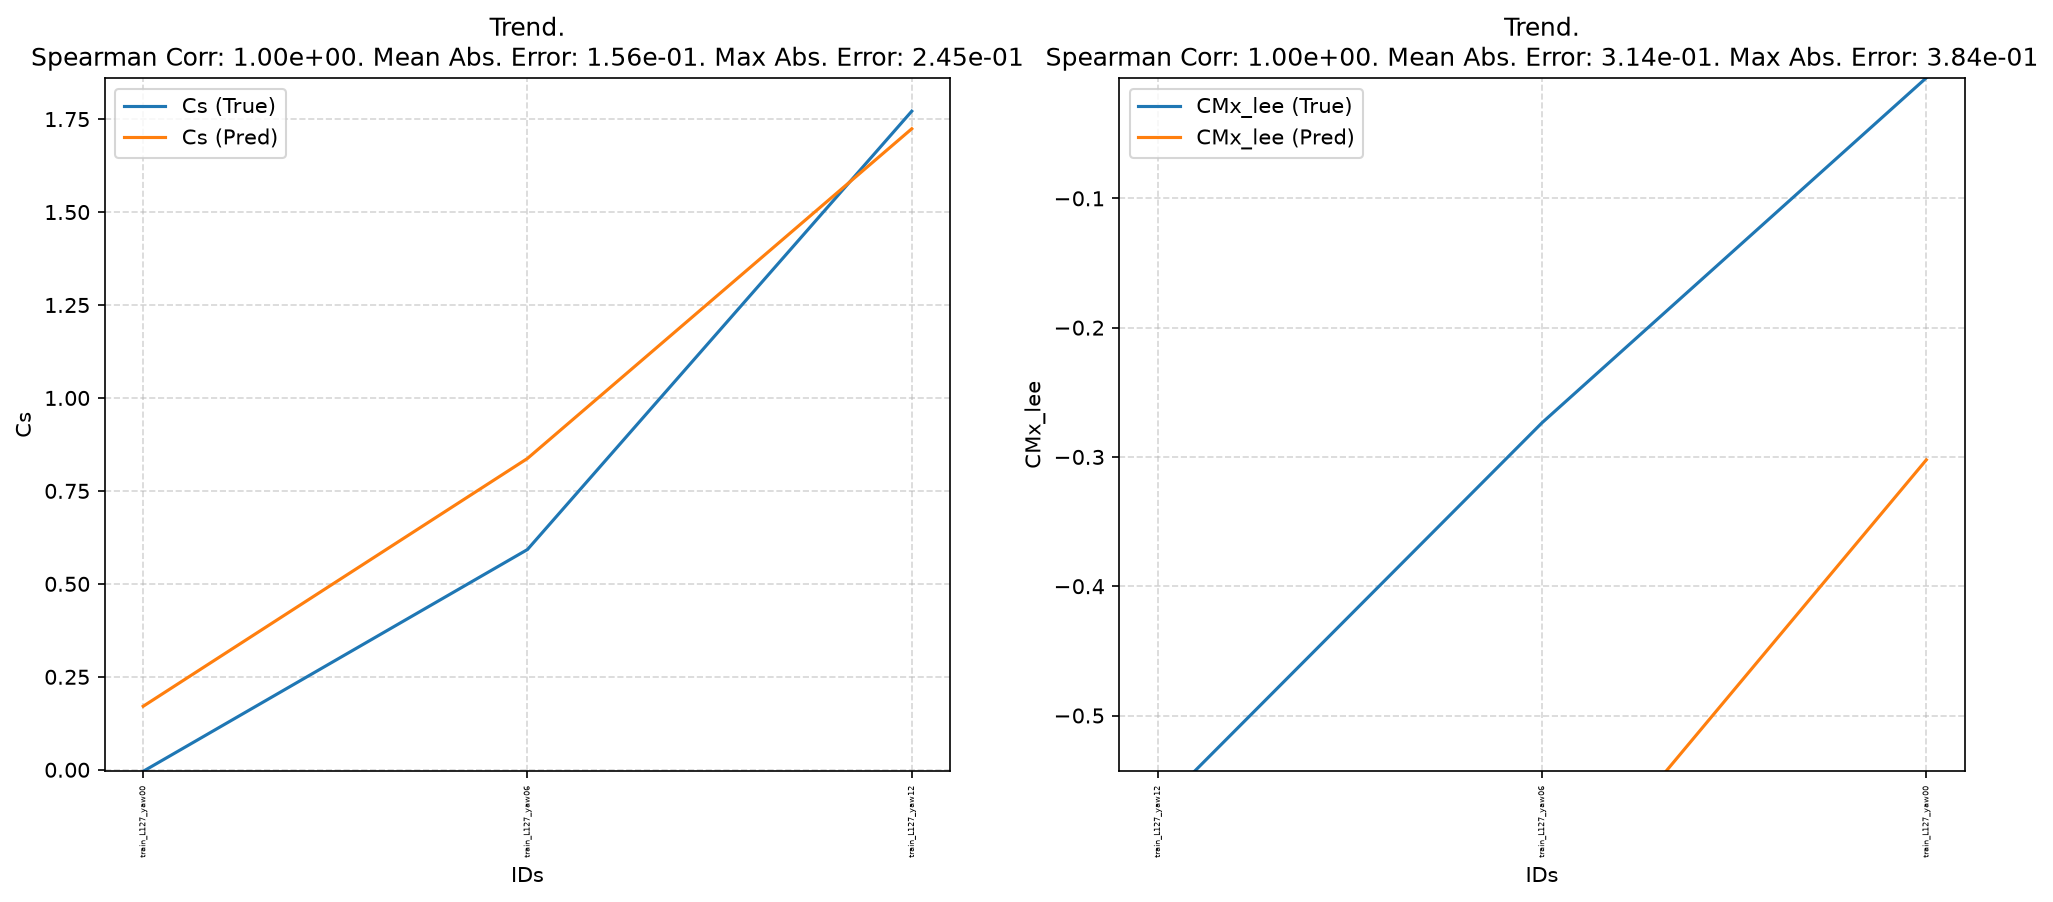 Trend.
Spearman Corr: 1.00e+00. Mean Abs. Error: 1.56e-01. Max Abs. Error: 2.45e-01
Cs (True)
Cs (Pred)
1.75
1.50
1.25
1.00
0.75
0.50
0.25
0.00
Cs
train_L127_yaw00
train_L127_yaw06
train_L127_yaw12
IDs
Trend.
Spearman Corr: 1.00e+00. Mean Abs. Error: 3.14e-01. Max Abs. Error: 3.84e-01
CMx_lee (True)
CMx_lee (Pred)
−0.1
−0.2
−0.3
−0.4
−0.5
CMx_lee
train_L127_yaw12
train_L127_yaw06
train_L127_yaw00
IDs